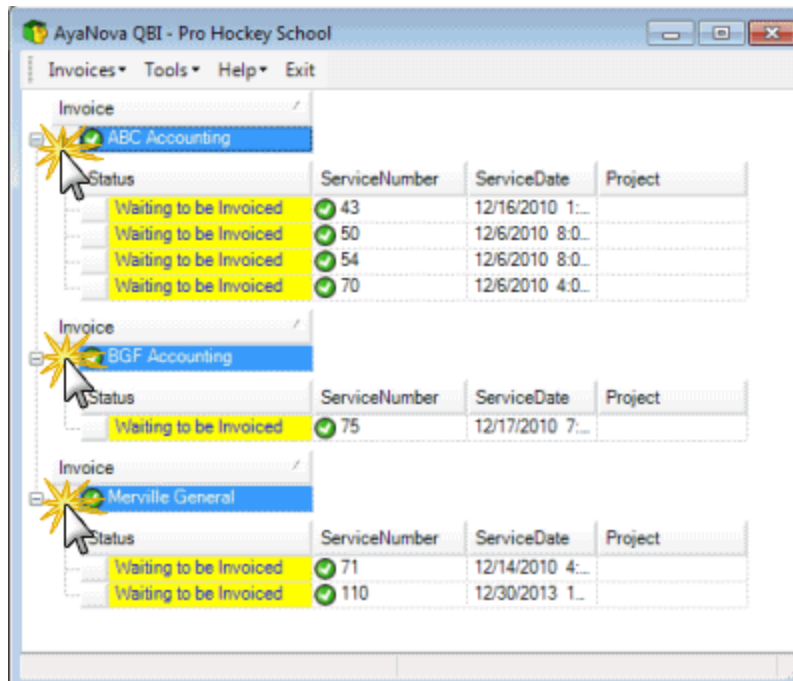 AyaNova QBI - Pro Hockey School
Invoices Tools Help Exit
Invoice
ABC Accounting
Status ServiceNumber ServiceDate Project
Waiting to be Invoiced 43 12/16/2010 1:...
Waiting to be Invoiced 50 12/6/2010 8:0...
Waiting to be Invoiced 54 12/6/2010 8:0...
Waiting to be Invoiced 70 12/6/2010 4:0...
Invoice
BGF Accounting
Status ServiceNumber ServiceDate Project
Waiting to be Invoiced 75 12/17/2010 7:...
Invoice
Merville General
Status ServiceNumber ServiceDate Project
Waiting to be Invoiced 71 12/14/2010 4:...
Waiting to be Invoiced 110 12/30/2013 1...